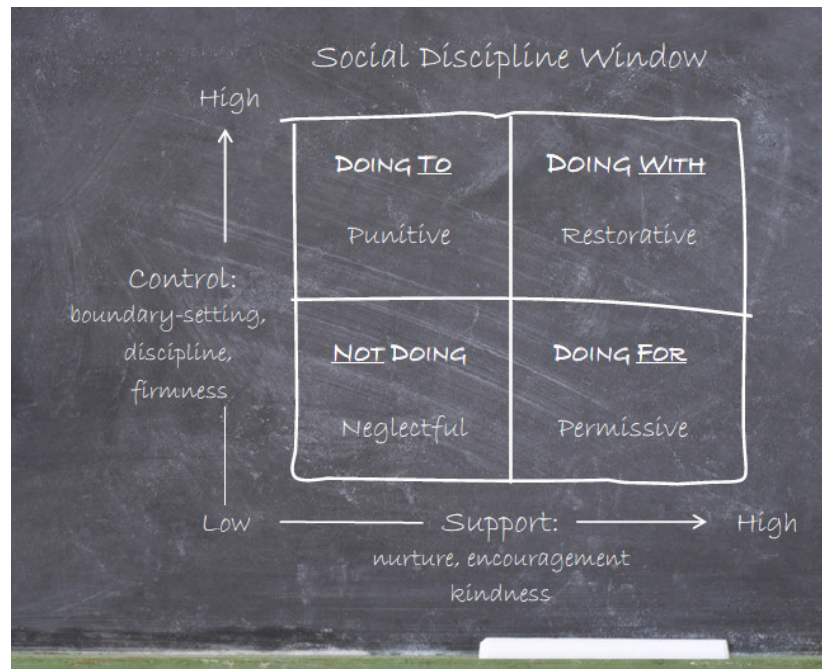 Social Discipline Window
High
DOING TO
DOING WITH
Punitive
Restorative
Control:
boundary-setting,
discipline,
firmness
NOT DOING
DOING FOR
Neglectful
Permissive
Low
Support:
High
nurture, encouragement
kindness